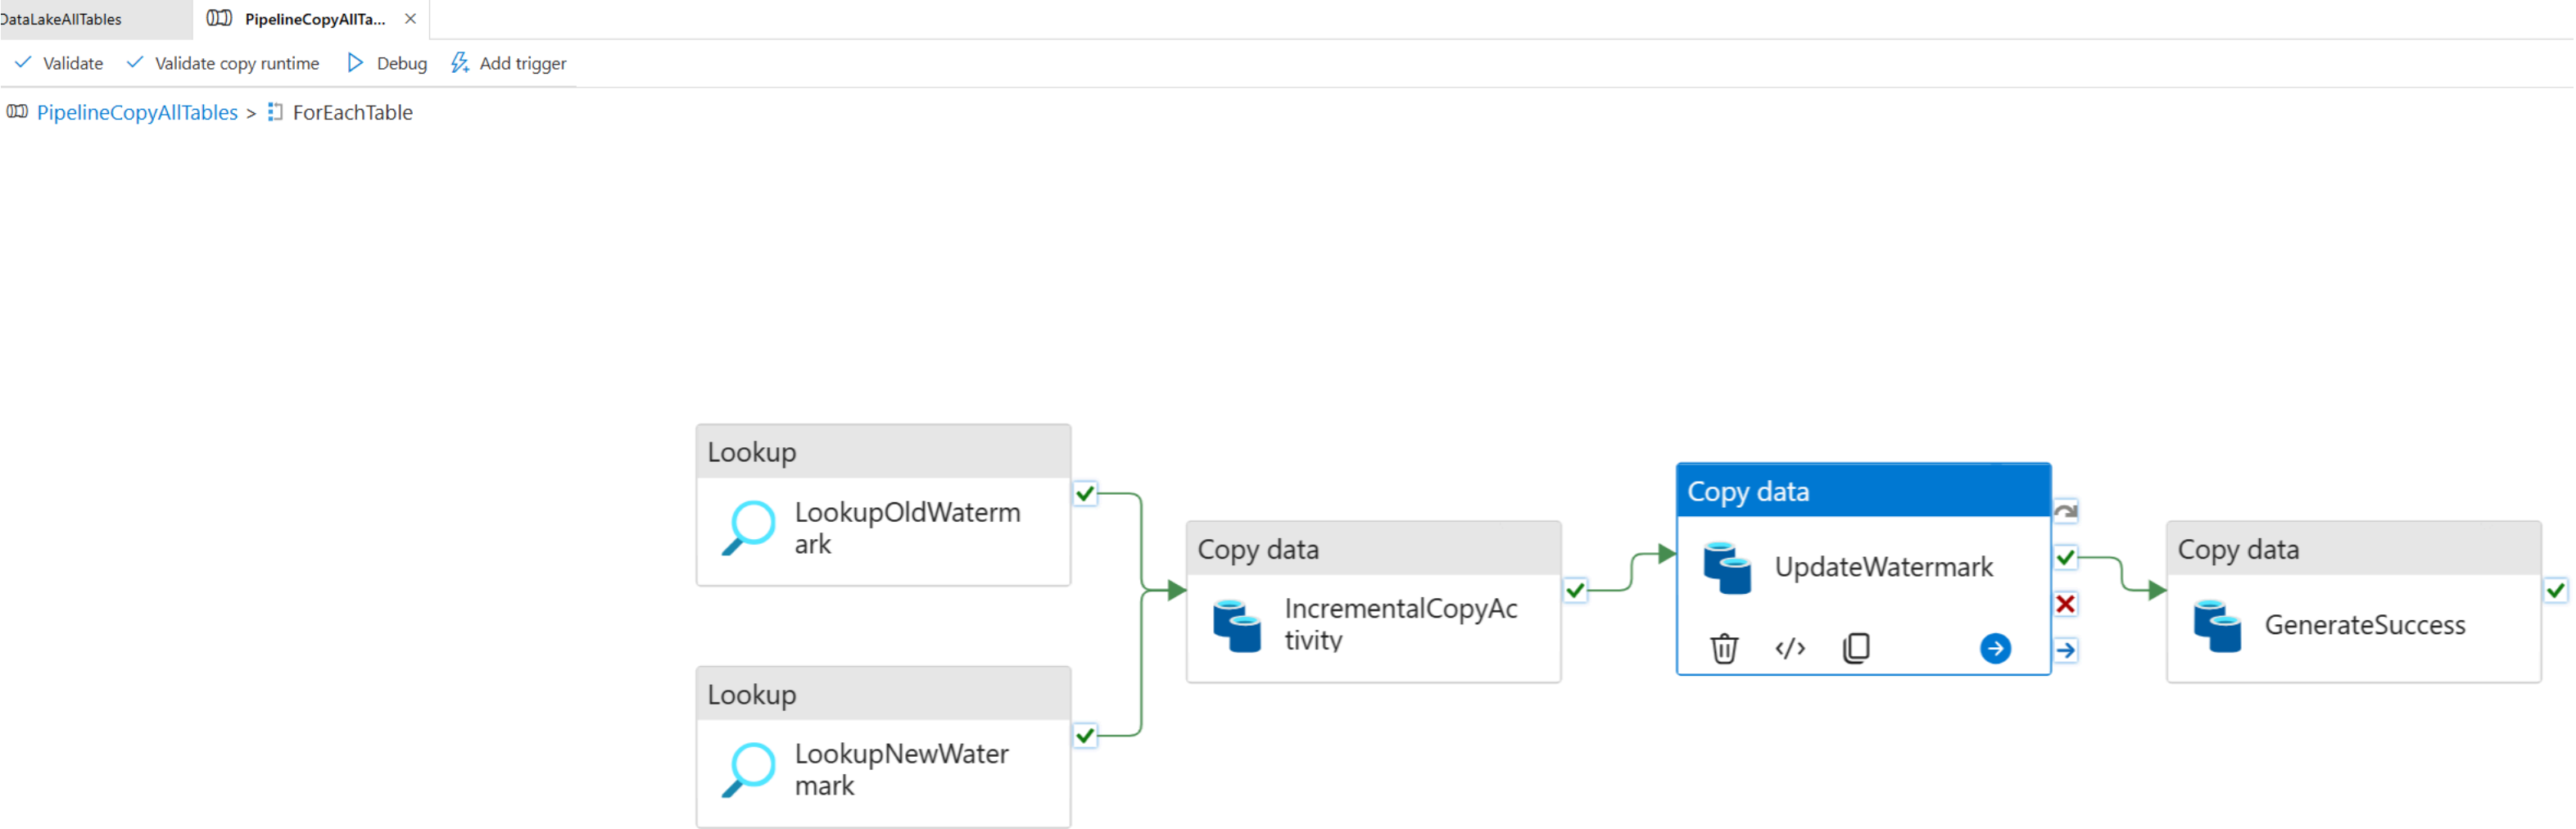 DataLakeAllTables
PipelineCopyAllTa...
Validate
Validate copy runtime
Debug
Add trigger
PipelineCopyAllTables > ForEachTable
Lookup
LookupOldWaterm
ark
Lookup
LookupNewWater
mark
Copy data
IncrementalCopyAc
tivity
Copy data
UpdateWatermark
Copy data
GenerateSuccess